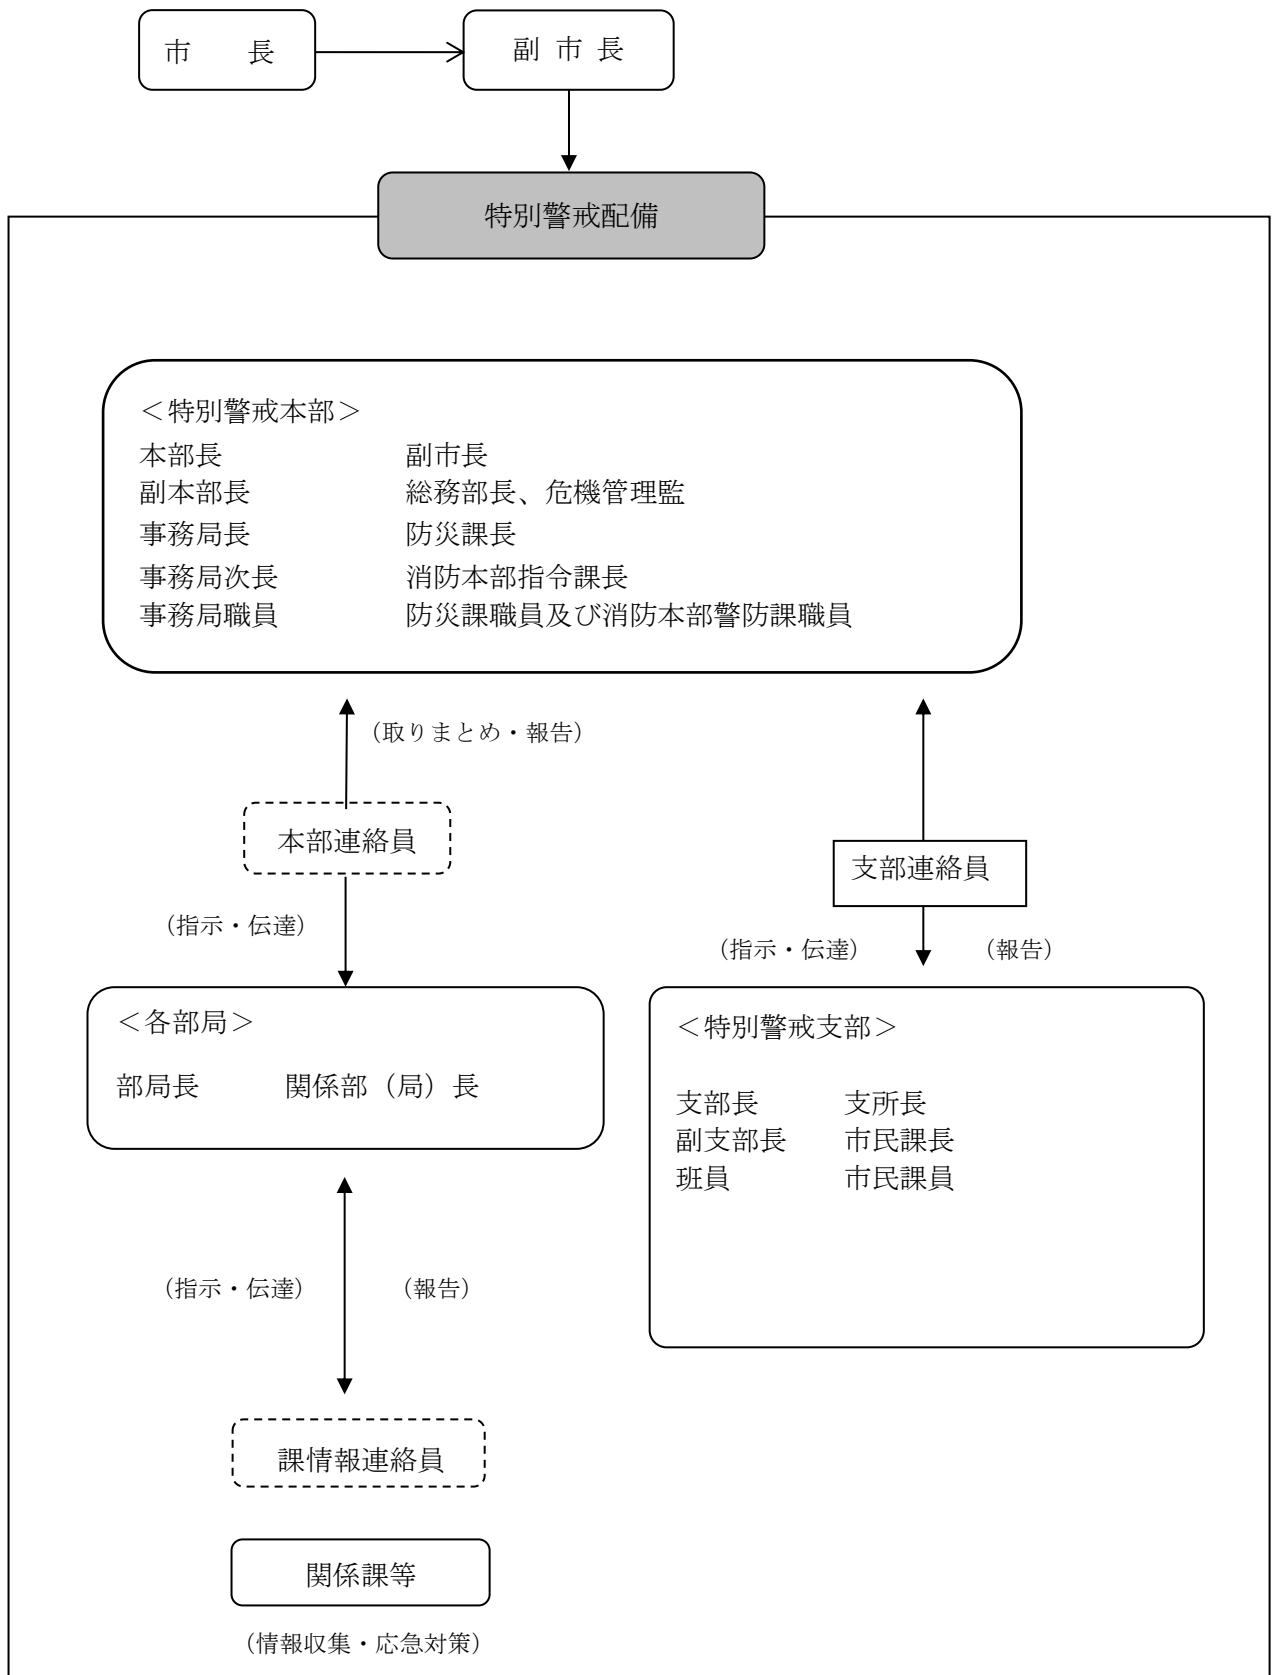 市　　長
副 市 長
特別警戒配備
＜特別警戒本部＞
本部長　副市長
副本部長　総務部長、危機管理監
事務局長　防災課長
事務局次長　消防本部指令課長
事務局職員　防災課職員及び消防本部警防課職員
（取りまとめ・報告）
本部連絡員
（指示・伝達）
支部連絡員
（指示・伝達）　（報告）
＜各部局＞
部局長　関係部（局）長
＜特別警戒支部＞
支部長　支所長
副支部長　市民課長
班員　市民課員
（指示・伝達）　（報告）
課情報連絡員
関係課等
（情報収集・応急対策）